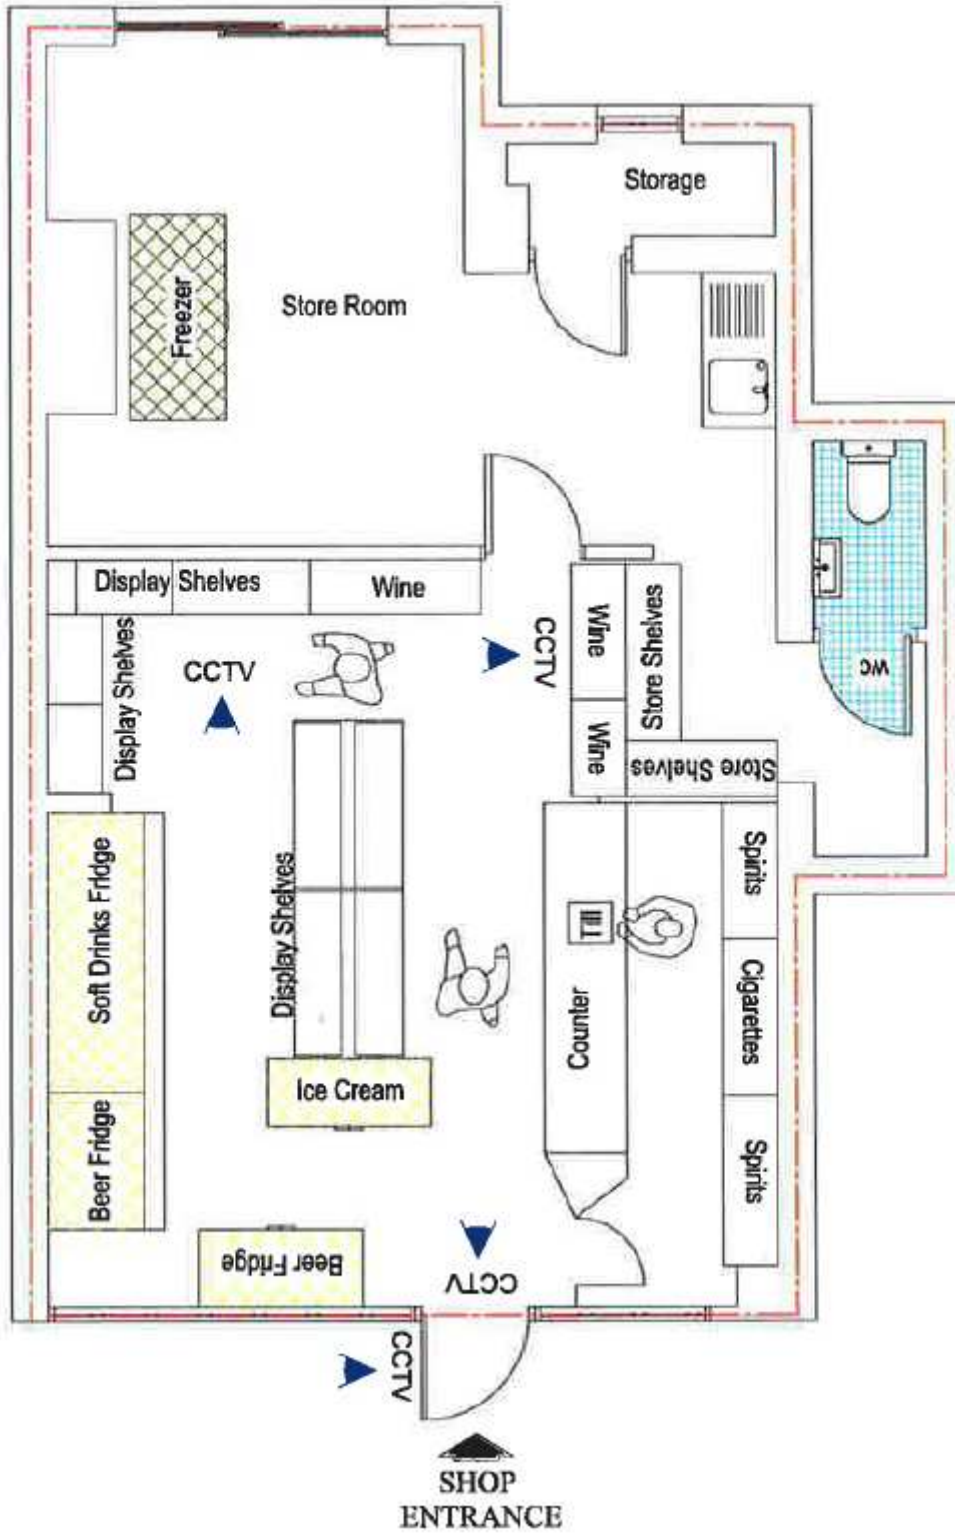 Storage
Freezer
Store Room
Display Shelves
Wine
CCTV
Wine
Store Shelves
WC
CCTV
Display Shelves
Wine
Store Shelves
Soft Drinks Fridge
Display Shelves
TILL
Spirits
Counter
Cigarettes
Ice Cream
Beer Fridge
Spirits
Beer Fridge
CCTV
CCTV
SHOP
ENTRANCE